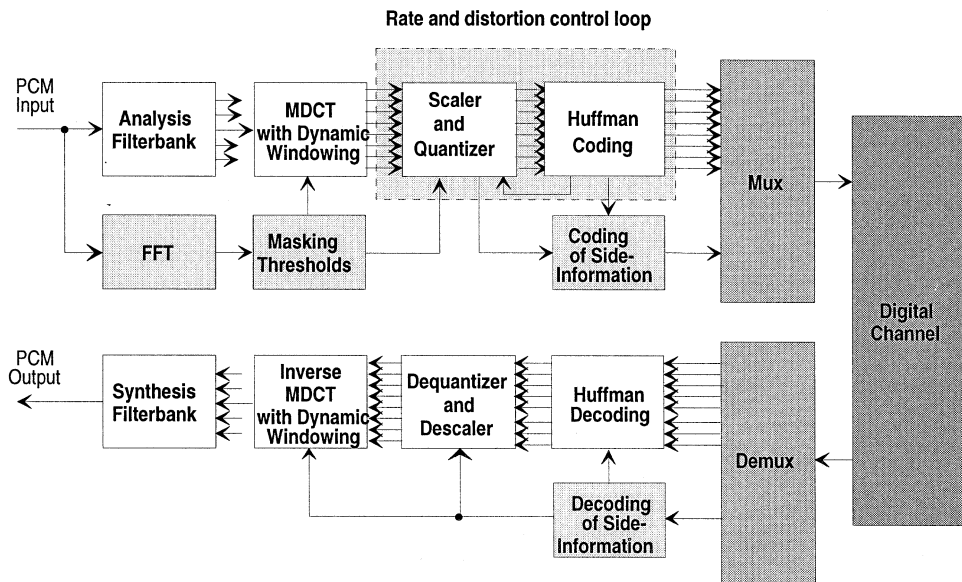 Rate and distortion control loop
PCM
Input
Analysis
Filterbank
MDCT
with Dynamic
Windowing
Scaler
and
Quantizer
Huffman
Coding
Mux
FFT
Masking
Thresholds
Coding
of Side-
Information
Digital
Channel
PCM
Output
Synthesis
Filterbank
Inverse
MDCT
with Dynamic
Windowing
Dequantizer
and
Descaler
Huffman
Decoding
Demux
Decoding
of Side-
Information